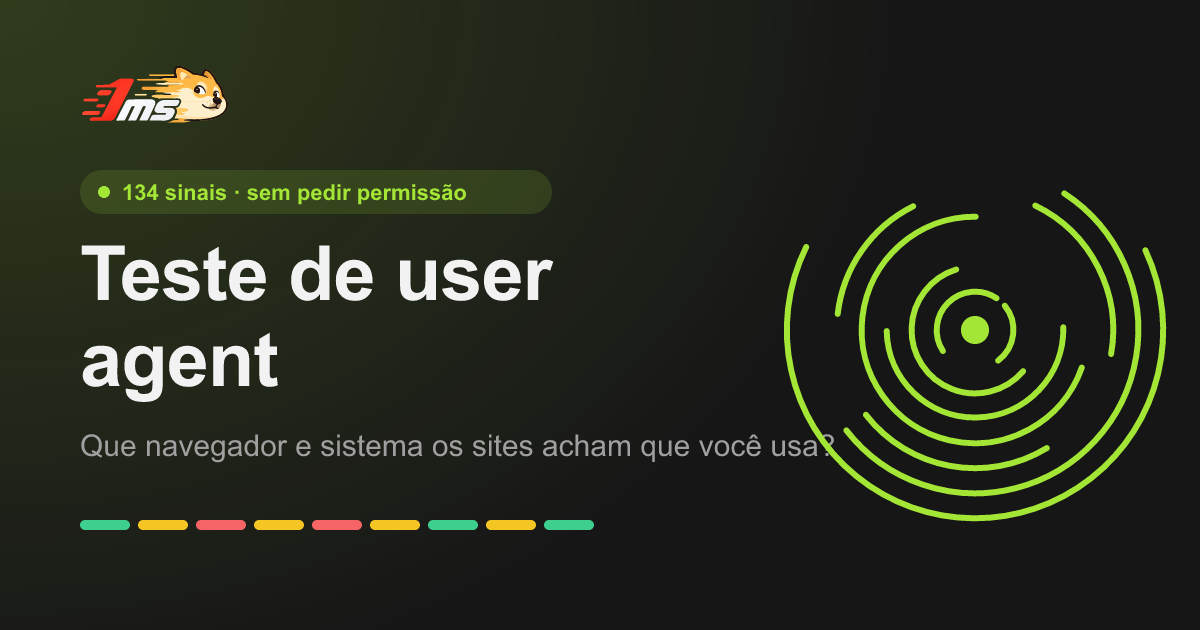 1ms
134 sinais · sem pedir permissão
Teste de user
agent
Que navegador e sistema os sites acham que você usa?